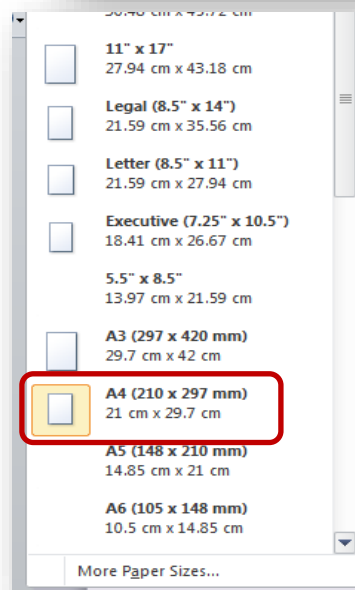 11" x 17"
27.94 cm x 43.18 cm
Legal (8.5" x 14")
21.59 cm x 35.56 cm
Letter (8.5" x 11")
21.59 cm x 27.94 cm
Executive (7.25" x 10.5")
18.41 cm x 26.67 cm
5.5" x 8.5"
13.97 cm x 21.59 cm
A3 (297 x 420 mm)
29.7 cm x 42 cm
A4 (210 x 297 mm)
21 cm x 29.7 cm
A5 (148 x 210 mm)
14.85 cm x 21 cm
A6 (105 x 148 mm)
10.5 cm x 14.85 cm
More Paper Sizes...